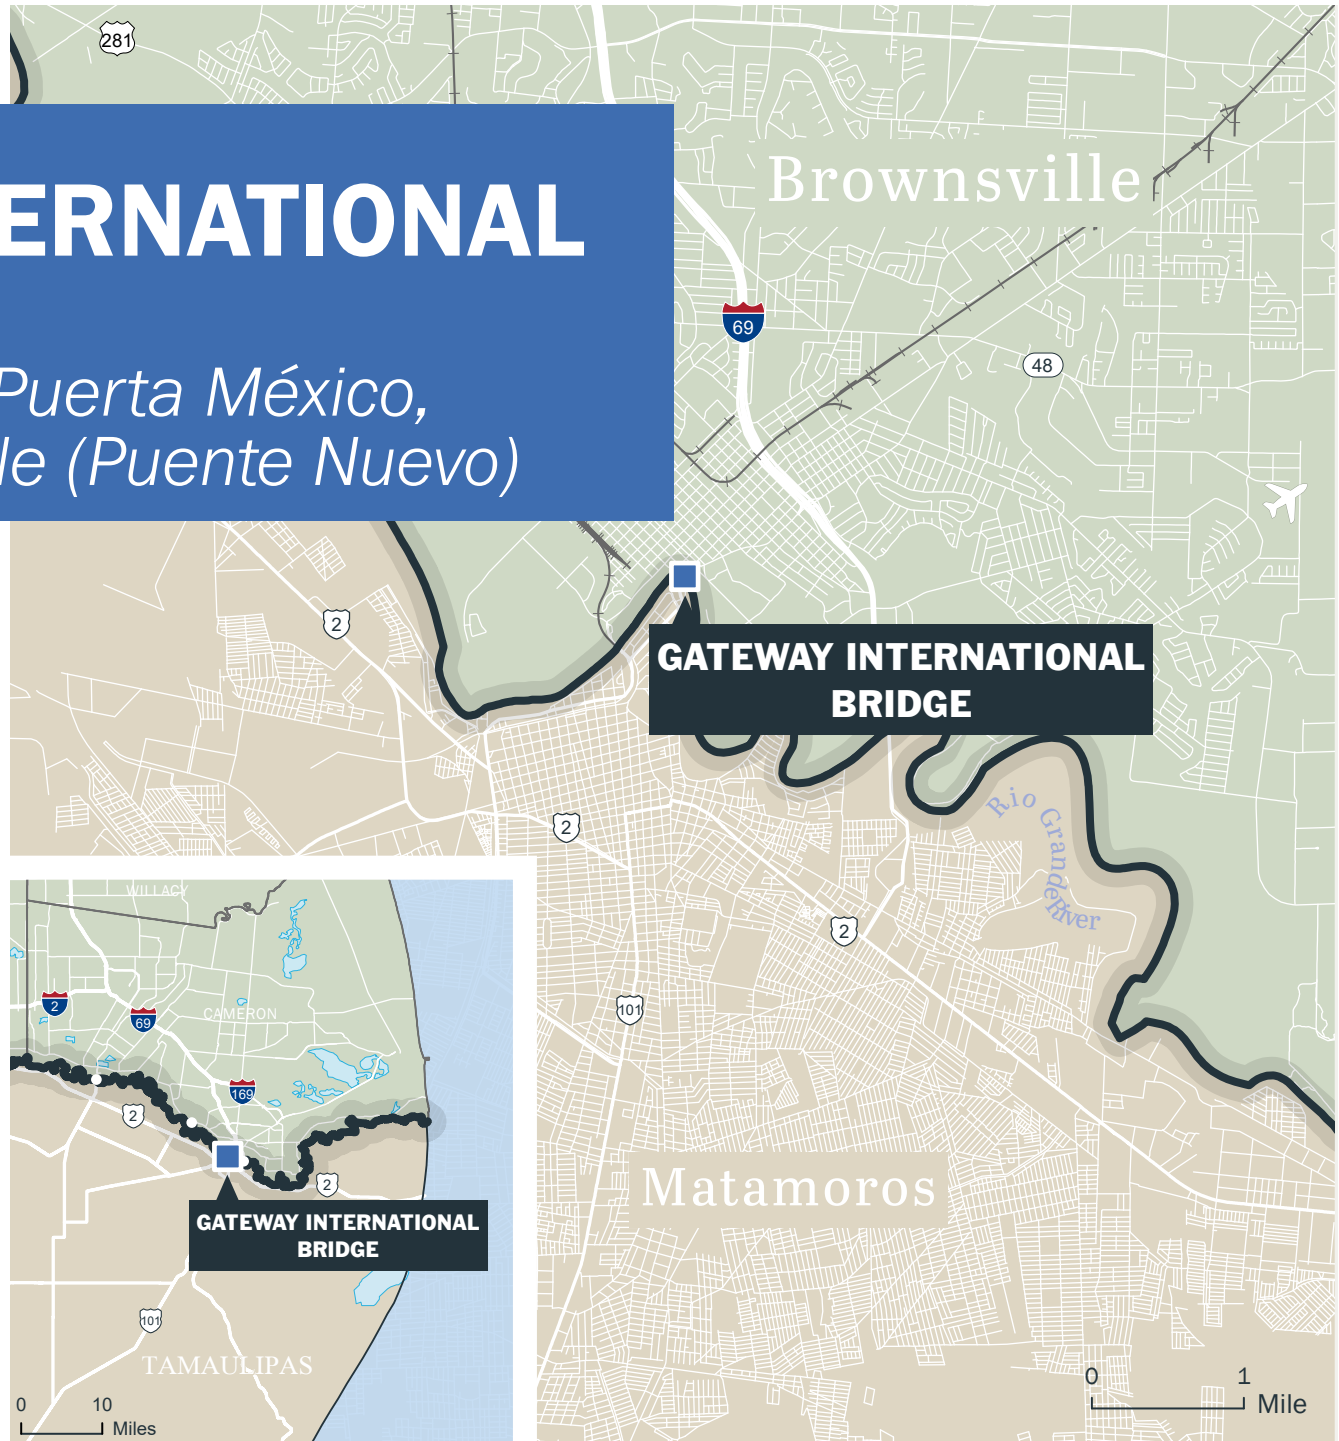 281
ERNATIONAL
Brownsville
69
48
Puerta México,
le (Puente Nuevo)
2
GATEWAY INTERNATIONAL
BRIDGE
Rio Grande River
2
2
101
WILLACY
2
69
CAMERON
169
2
2
GATEWAY INTERNATIONAL
BRIDGE
101
TAMAULIPAS
0 10
Miles
Matamoros
0 1
Mile